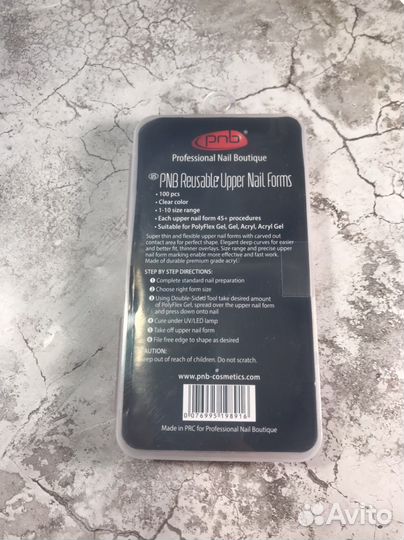 pnb
Professional Nail Boutique
PNB Reusable Upper Nail Forms
• 100 pcs
• Clear color
• 1-10 size range
• Each upper nail form 45+ procedures
• Suitable for PolyFlex Gel, Gel, Acryl, Acryl Gel
Super thin and flexible upper nail forms with carved out
contact area for perfect shape. Elegant deep curves for easier
and better fit, thinner overlays. Size range and precise upper
nail form marking enable more effective and fast work.
Made of durable premium grade acryl.
STEP BY STEP DIRECTIONS:
1 Complete standard nail preparation
2 Choose right form size
3 Using Double-Sided Tool take desired amount
of PolyFlex Gel, spread over the upper nail form
and press down onto nail
4 Cure under UV/LED lamp
5 Take off upper nail form
6 File free edge to shape as desired
CAUTION:
Keep out of reach of children. Do not scratch.
www.pnb-cosmetics.com
0 076995 198916
Made in PRC for Professional Nail Boutique
Avito